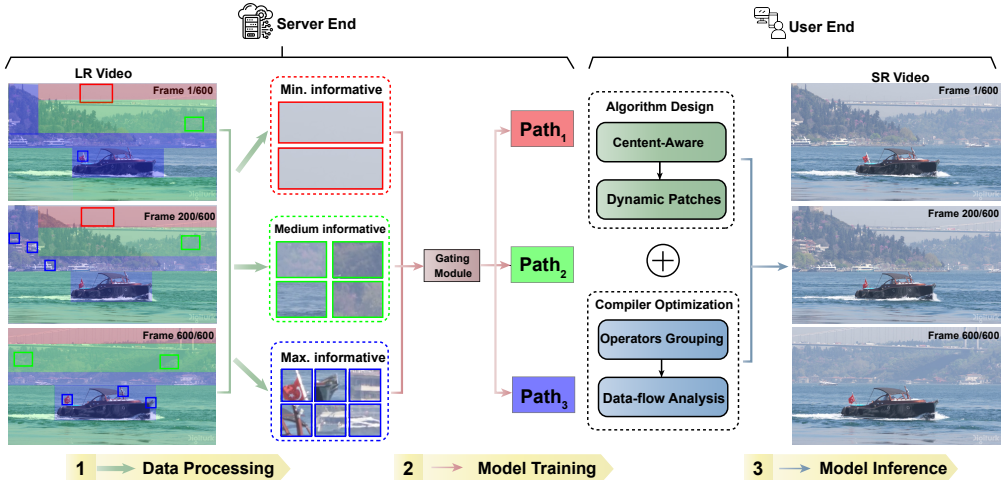 Server End
User End
LR Video
Frame 1/600
Frame 200/600
Frame 600/600
Min. informative
Medium informative
Max. informative
Gating
Module
Path1
Path2
Path3
Algorithm Design
Centent-Aware
Dynamic Patches
Compiler Optimization
Operators Grouping
Data-flow Analysis
SR Video
Frame 1/600
Frame 200/600
Frame 600/600
1 Data Processing
2 Model Training
3 Model Inference